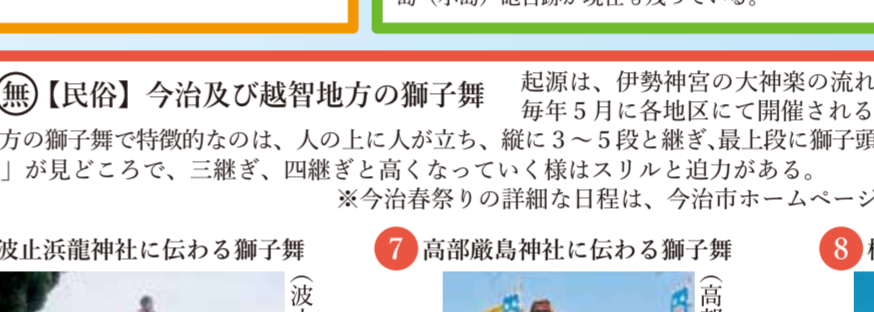 無【民俗】今治及び越智地方の獅子舞
起源は、伊勢神宮の大神楽の流れ
毎年５月に各地区にて開催される
方の獅子舞で特徴的なのは、人の上に人が立ち、縦に３～５段と継ぎ、最上段に獅子頭
」が見どころで、三継ぎ、四継ぎと高くなっていく様はスリルと迫力がある。
※今治春祭りの詳細な日程は、今治市ホームページ
波止浜龍神社に伝わる獅子舞
7 高部厳島神社に伝わる獅子舞
8
（波
（高